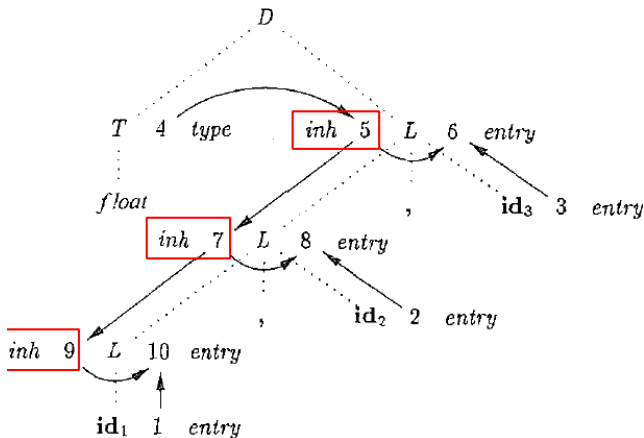 D
T 4 type inh 5 L 6 entry
float , id₃ 3 entry
inh 7 L 8 entry
, id₂ 2 entry
inh 9 L 10 entry
id₁ 1 entry